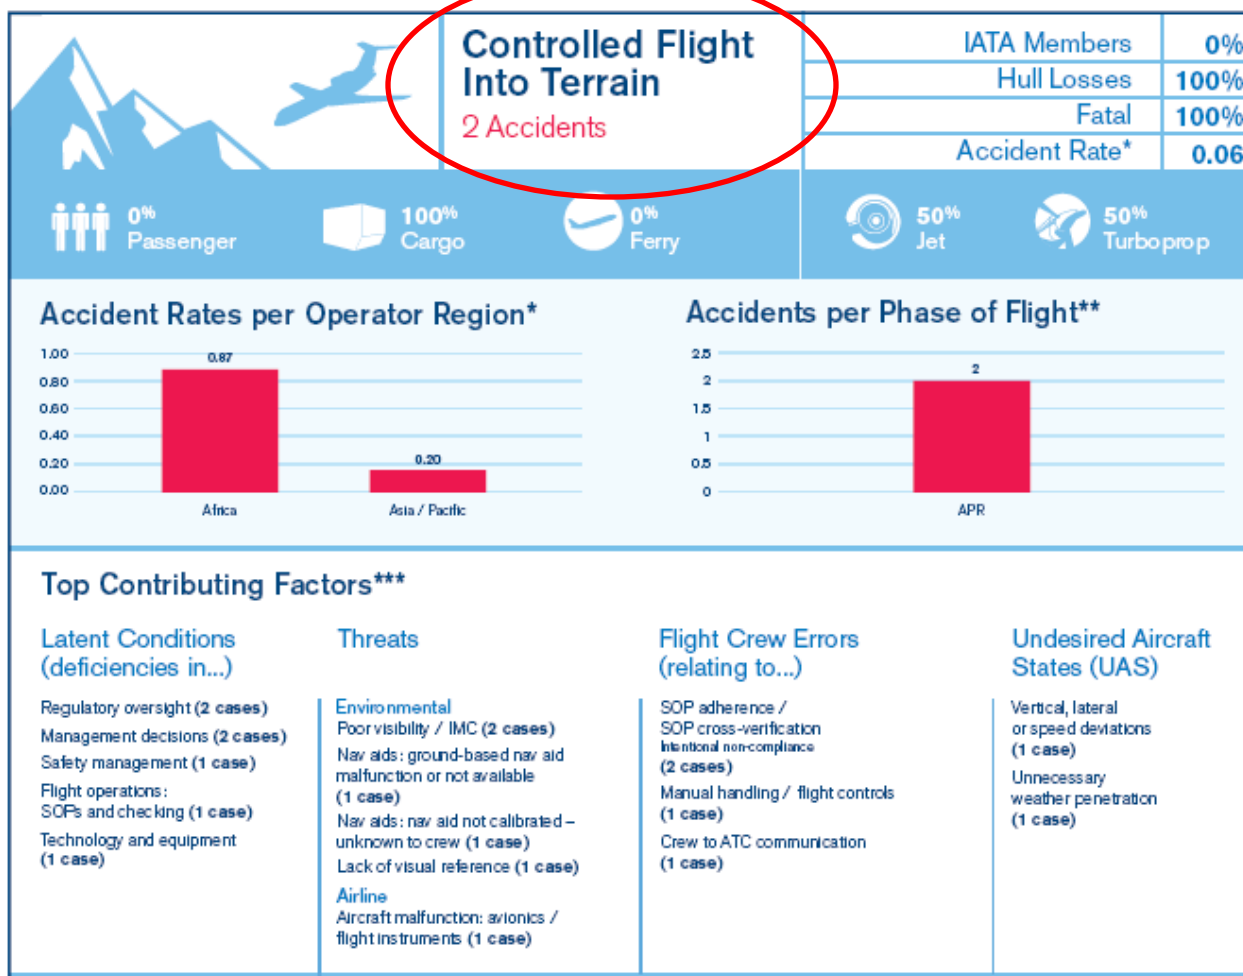 Controlled Flight
Into Terrain
2 Accidents
IATA Members 0%
Hull Losses 100%
Fatal 100%
Accident Rate* 0.06
0%
Passenger
100%
Cargo
0%
Ferry
50%
Jet
50%
Turboprop
Accident Rates per Operator Region*
1.00
0.80
0.60
0.40
0.20
0.00
0.87
0.20
Africa
Asia / Pacific
Accidents per Phase of Flight**
2.5
2
1.5
1
0.5
0
2
APR
Top Contributing Factors***
Latent Conditions
(deficiencies in...)
Regulatory oversight (2 cases)
Management decisions (2 cases)
Safety management (1 case)
Flight operations:
SOPs and checking (1 case)
Technology and equipment
(1 case)
Threats
Environmental
Poor visibility / IMC (2 cases)
Nav aids: ground-based nav aid
malfunction or not available
(1 case)
Nav aids: nav aid not calibrated –
unknown to crew (1 case)
Lack of visual reference (1 case)
Airline
Aircraft malfunction: avionics /
flight instruments (1 case)
Flight Crew Errors
(relating to...)
SOP adherence /
SOP cross-verification
Intentional non-compliance
(2 cases)
Manual handling / flight controls
(1 case)
Crew to ATC communication
(1 case)
Undesired Aircraft
States (UAS)
Vertical, lateral
or speed deviations
(1 case)
Unnecessary
weather penetration
(1 case)